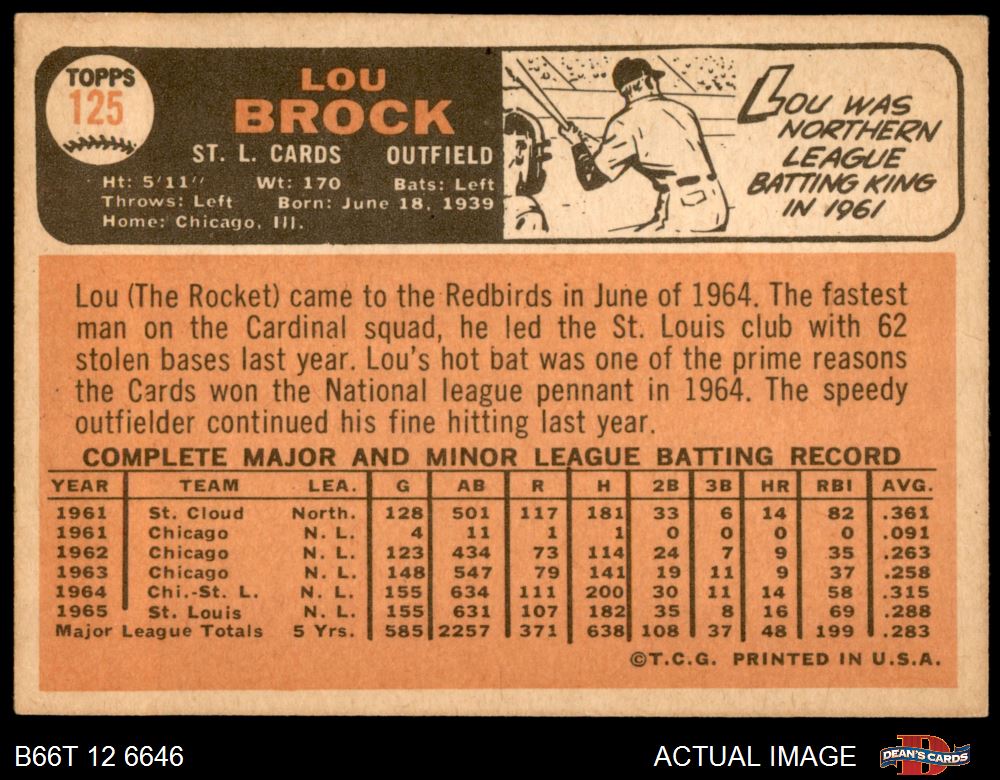 TOPPS
125
LOU
BROCK
ST. L. CARDS OUTFIELD
Ht: 5'11" Wt: 170 Bats: Left
Throws: Left Born: June 18, 1939
Home: Chicago, Ill.
LOU WAS
NORTHERN
LEAGUE
BATTING KING
IN 1961
Lou (The Rocket) came to the Redbirds in June of 1964. The fastest
man on the Cardinal squad, he led the St. Louis club with 62
stolen bases last year. Lou's hot bat was one of the prime reasons
the Cards won the National league pennant in 1964. The speedy
outfielder continued his fine hitting last year.
COMPLETE MAJOR AND MINOR LEAGUE BATTING RECORD
YEAR TEAM LEA. G AB R H 2B 3B HR RBI AVG.
1961 St. Cloud North. 128 501 117 181 33 6 14 82 .361
1961 Chicago N. L. 4 11 1 1 0 0 0 0 .091
1962 Chicago N. L. 123 434 73 114 24 7 9 35 .263
1963 Chicago N. L. 148 547 79 141 19 11 9 37 .258
1964 Chi.-St. L. N. L. 155 634 111 200 30 11 14 58 .315
1965 St. Louis N. L. 155 631 107 182 35 8 16 69 .288
Major League Totals 5 Yrs. 585 2257 371 638 108 37 48 199 .283
©T.C.G. PRINTED IN U.S.A.
B66T 12 6646 ACTUAL IMAGE DEAN'S CARDS